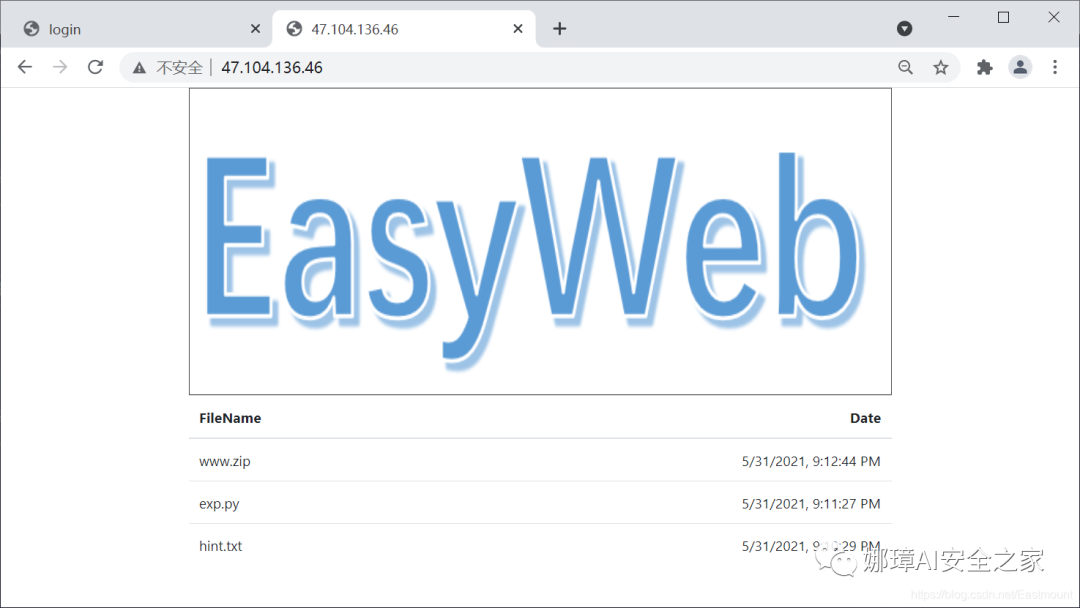 login
47.104.136.46
不安全 | 47.104.136.46
EasyWeb
FileName Date
www.zip 5/31/2021, 9:12:44 PM
exp.py 5/31/2021, 9:11:27 PM
hint.txt 5/31/2021, :29 PM
娜璋AI安全之家
https://blog.csdn.net/Eastmount